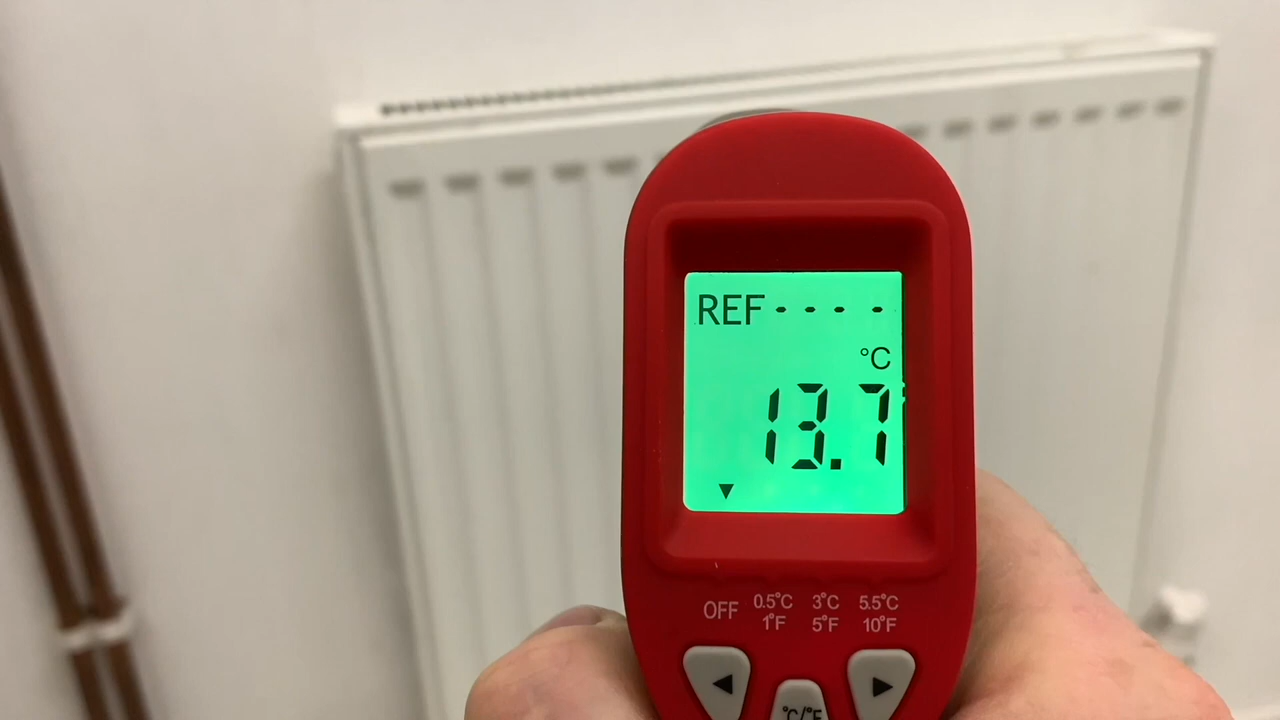 REF - - - -
°C
13.7
▼
OFF 0.5°C 3°C 5.5°C
1°F 5°F 10°F
◀ ▶
°C/°F